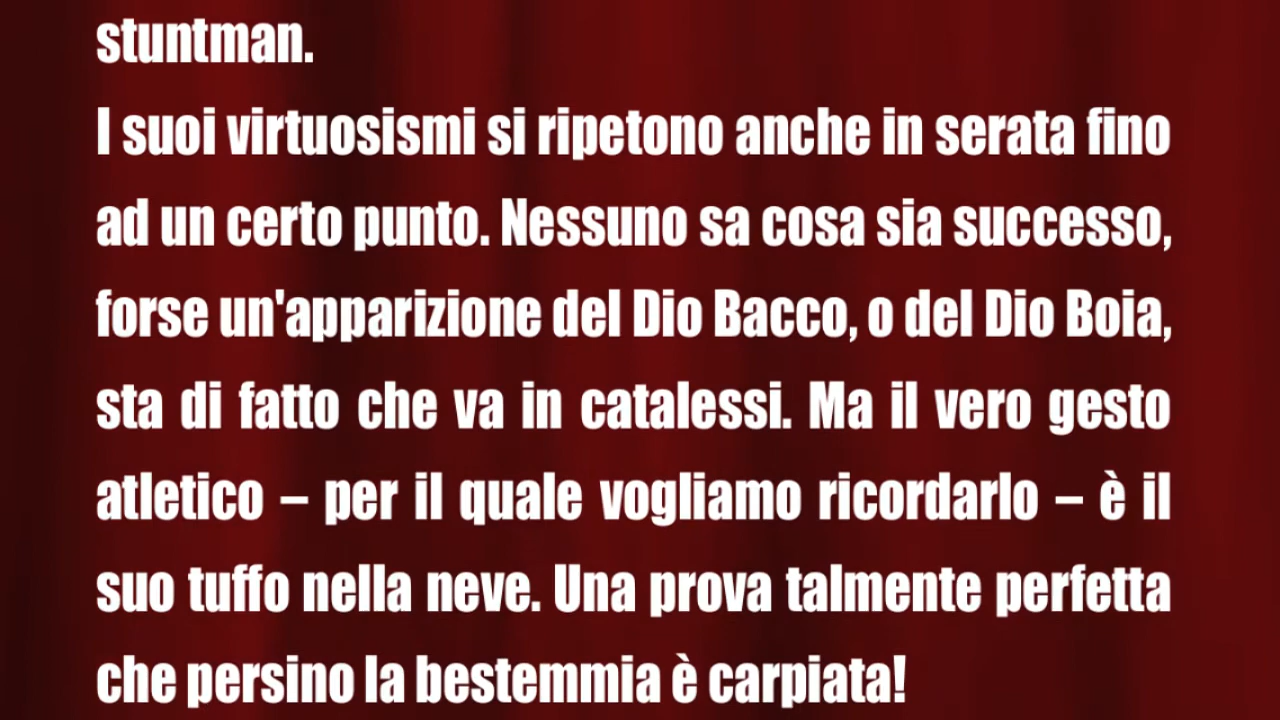 stuntman.
I suoi virtuosismi si ripetono anche in serata fino
ad un certo punto. Nessuno sa cosa sia successo,
forse un'apparizione del Dio Bacco, o del Dio Boia,
sta di fatto che va in catalessi. Ma il vero gesto
atletico – per il quale vogliamo ricordarlo – è il
suo tuffo nella neve. Una prova talmente perfetta
che persino la bestemmia è carpiata!